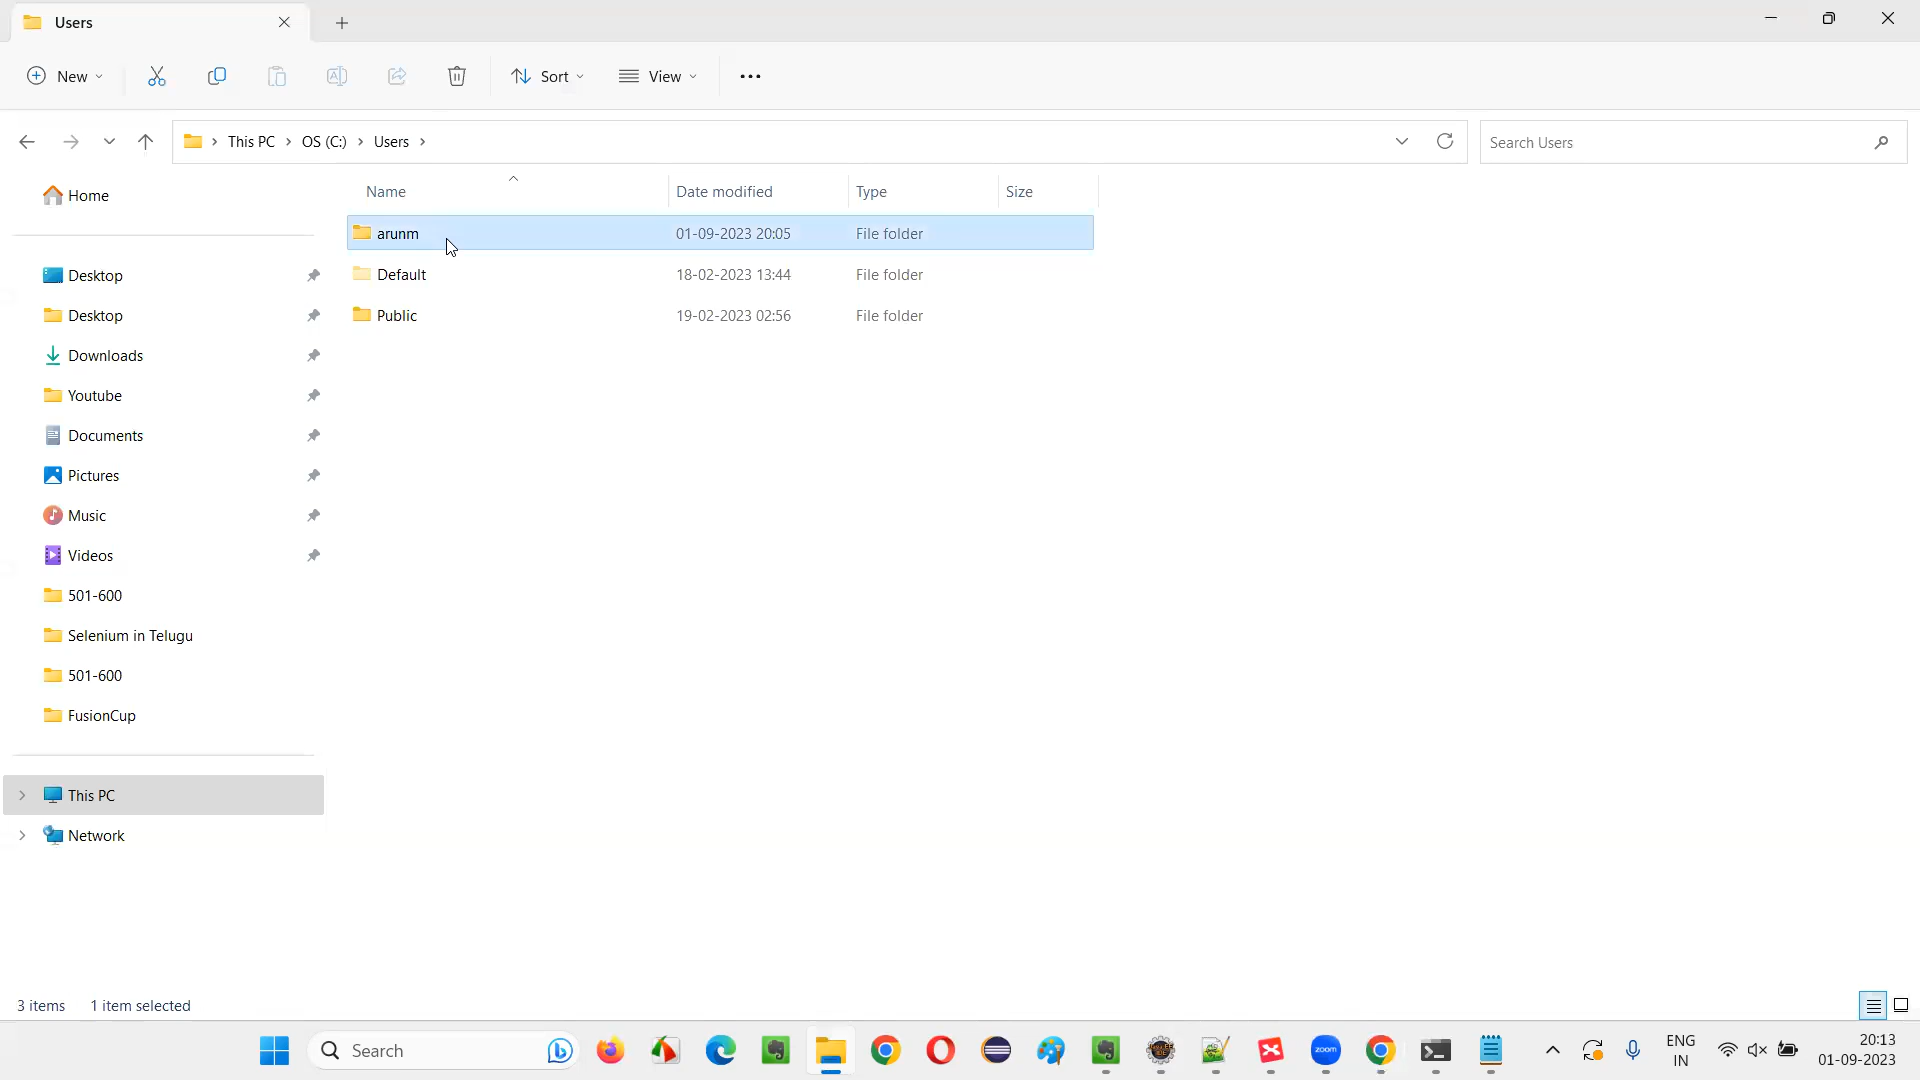 Users
New
Sort
View
This PC
OS (C:)
Users
Search Users
Name
Date modified
Type
Size
Home
arunm
01-09-2023 20:05
File folder
Default
18-02-2023 13:44
File folder
Public
19-02-2023 02:56
File folder
Desktop
Desktop
Downloads
Youtube
Documents
Pictures
Music
Videos
501-600
Selenium in Telugu
501-600
FusionCup
This PC
Network
3 items
1 item selected
Search
zoom
ENG
IN
20:13
01-09-2023